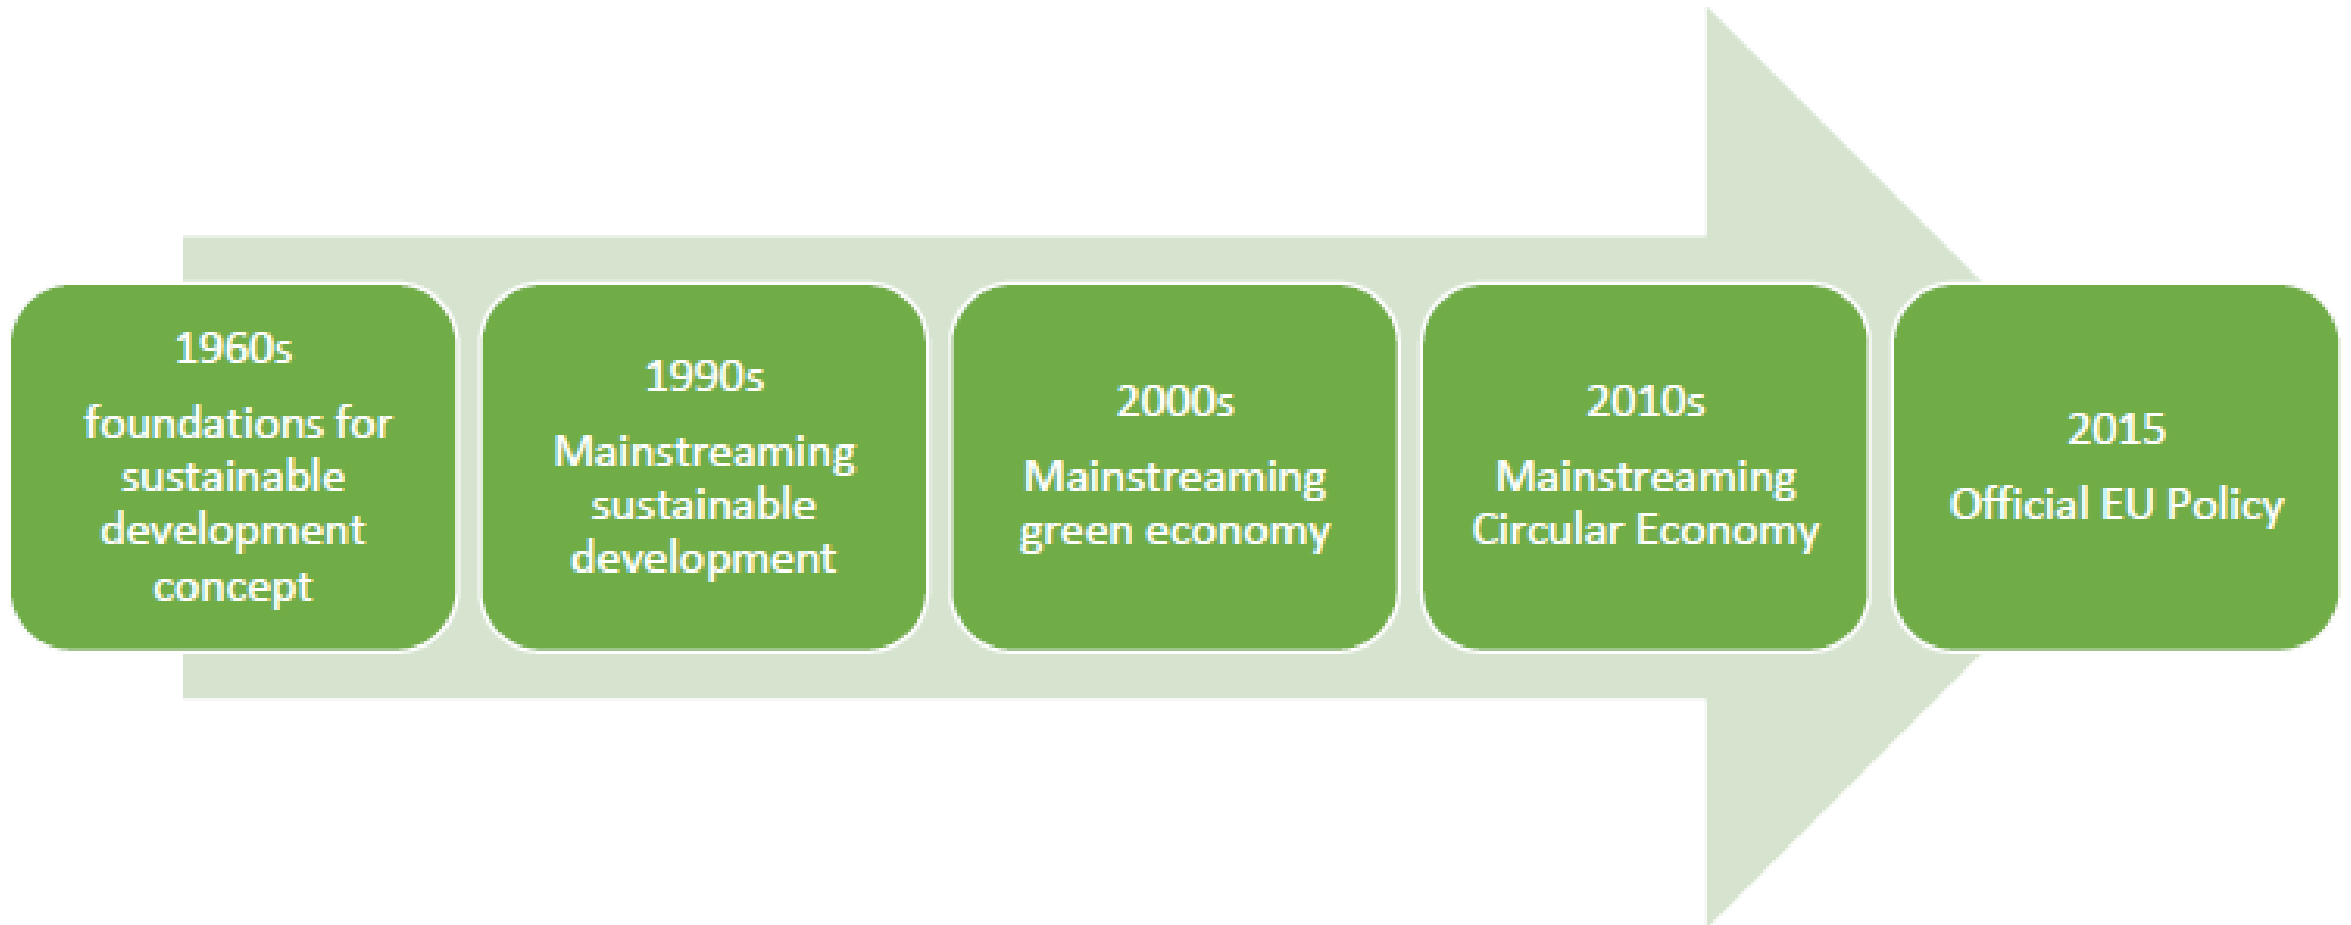 1960s
foundations for
sustainable
development
concept
1990s
Mainstreaming
sustainable
development
2000s
Mainstreaming
green economy
2010s
Mainstreaming
Circular Economy
2015
Official EU Policy